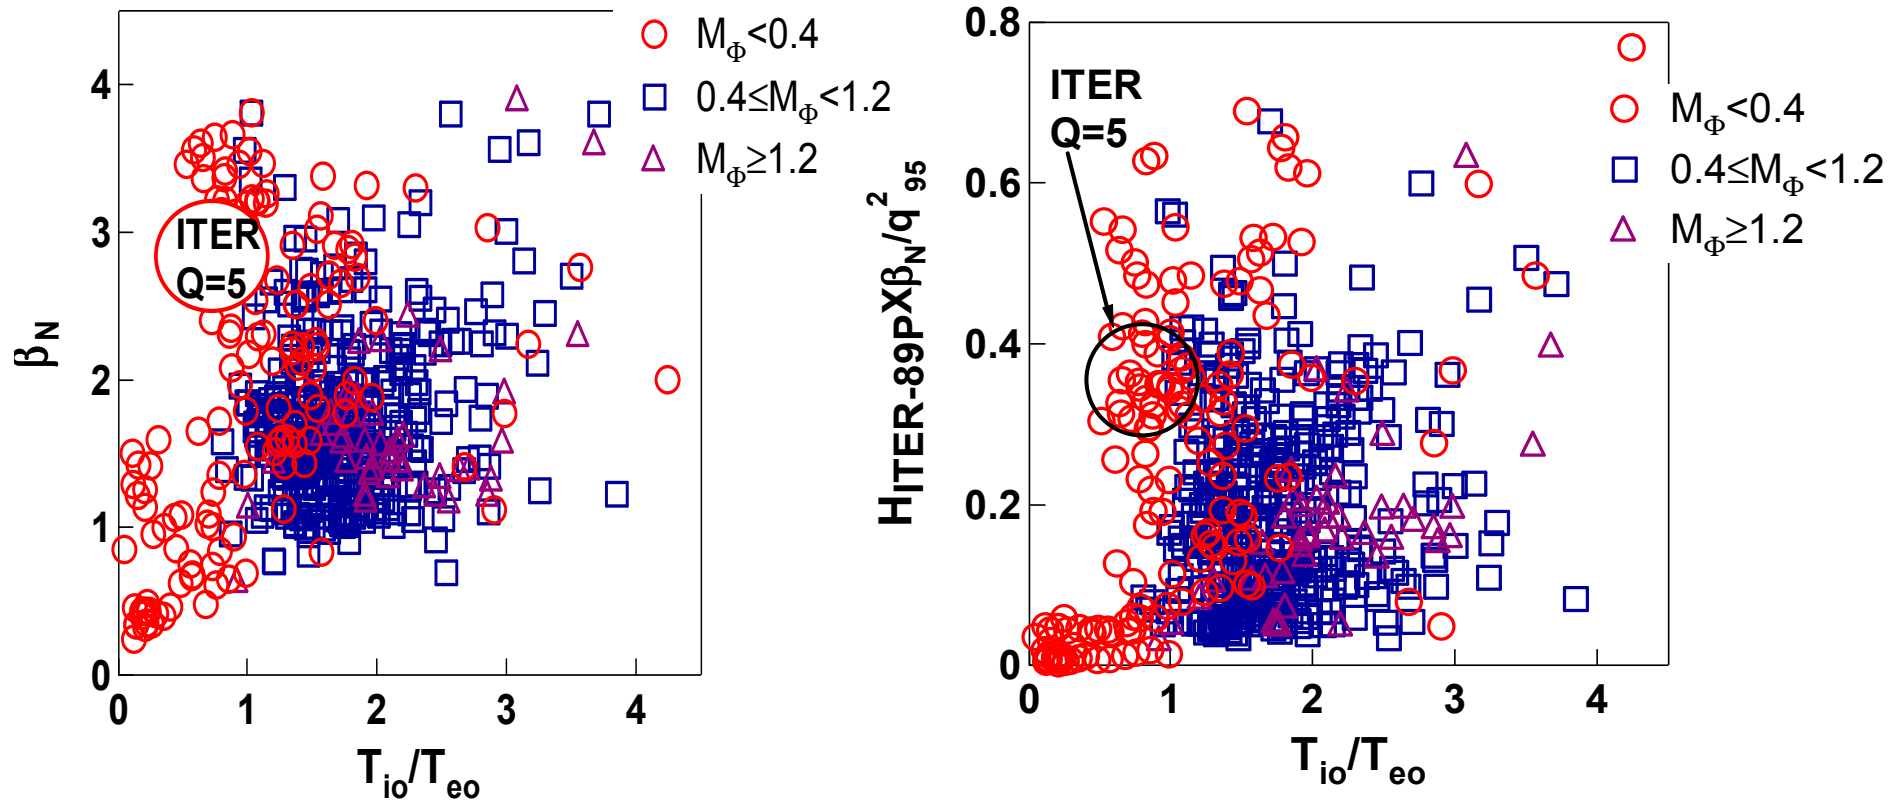 4
3
2
1
0
0 1 2 3 4
β_N
T_io/T_eo
ITER
Q=5
M_Φ<0.4
0.4≤M_Φ<1.2
M_Φ≥1.2
0.8
0.6
0.4
0.2
0
0 1 2 3 4
H_ITER-89P Xβ_N/q^2_95
T_io/T_eo
ITER
Q=5
M_Φ<0.4
0.4≤M_Φ<1.2
M_Φ≥1.2